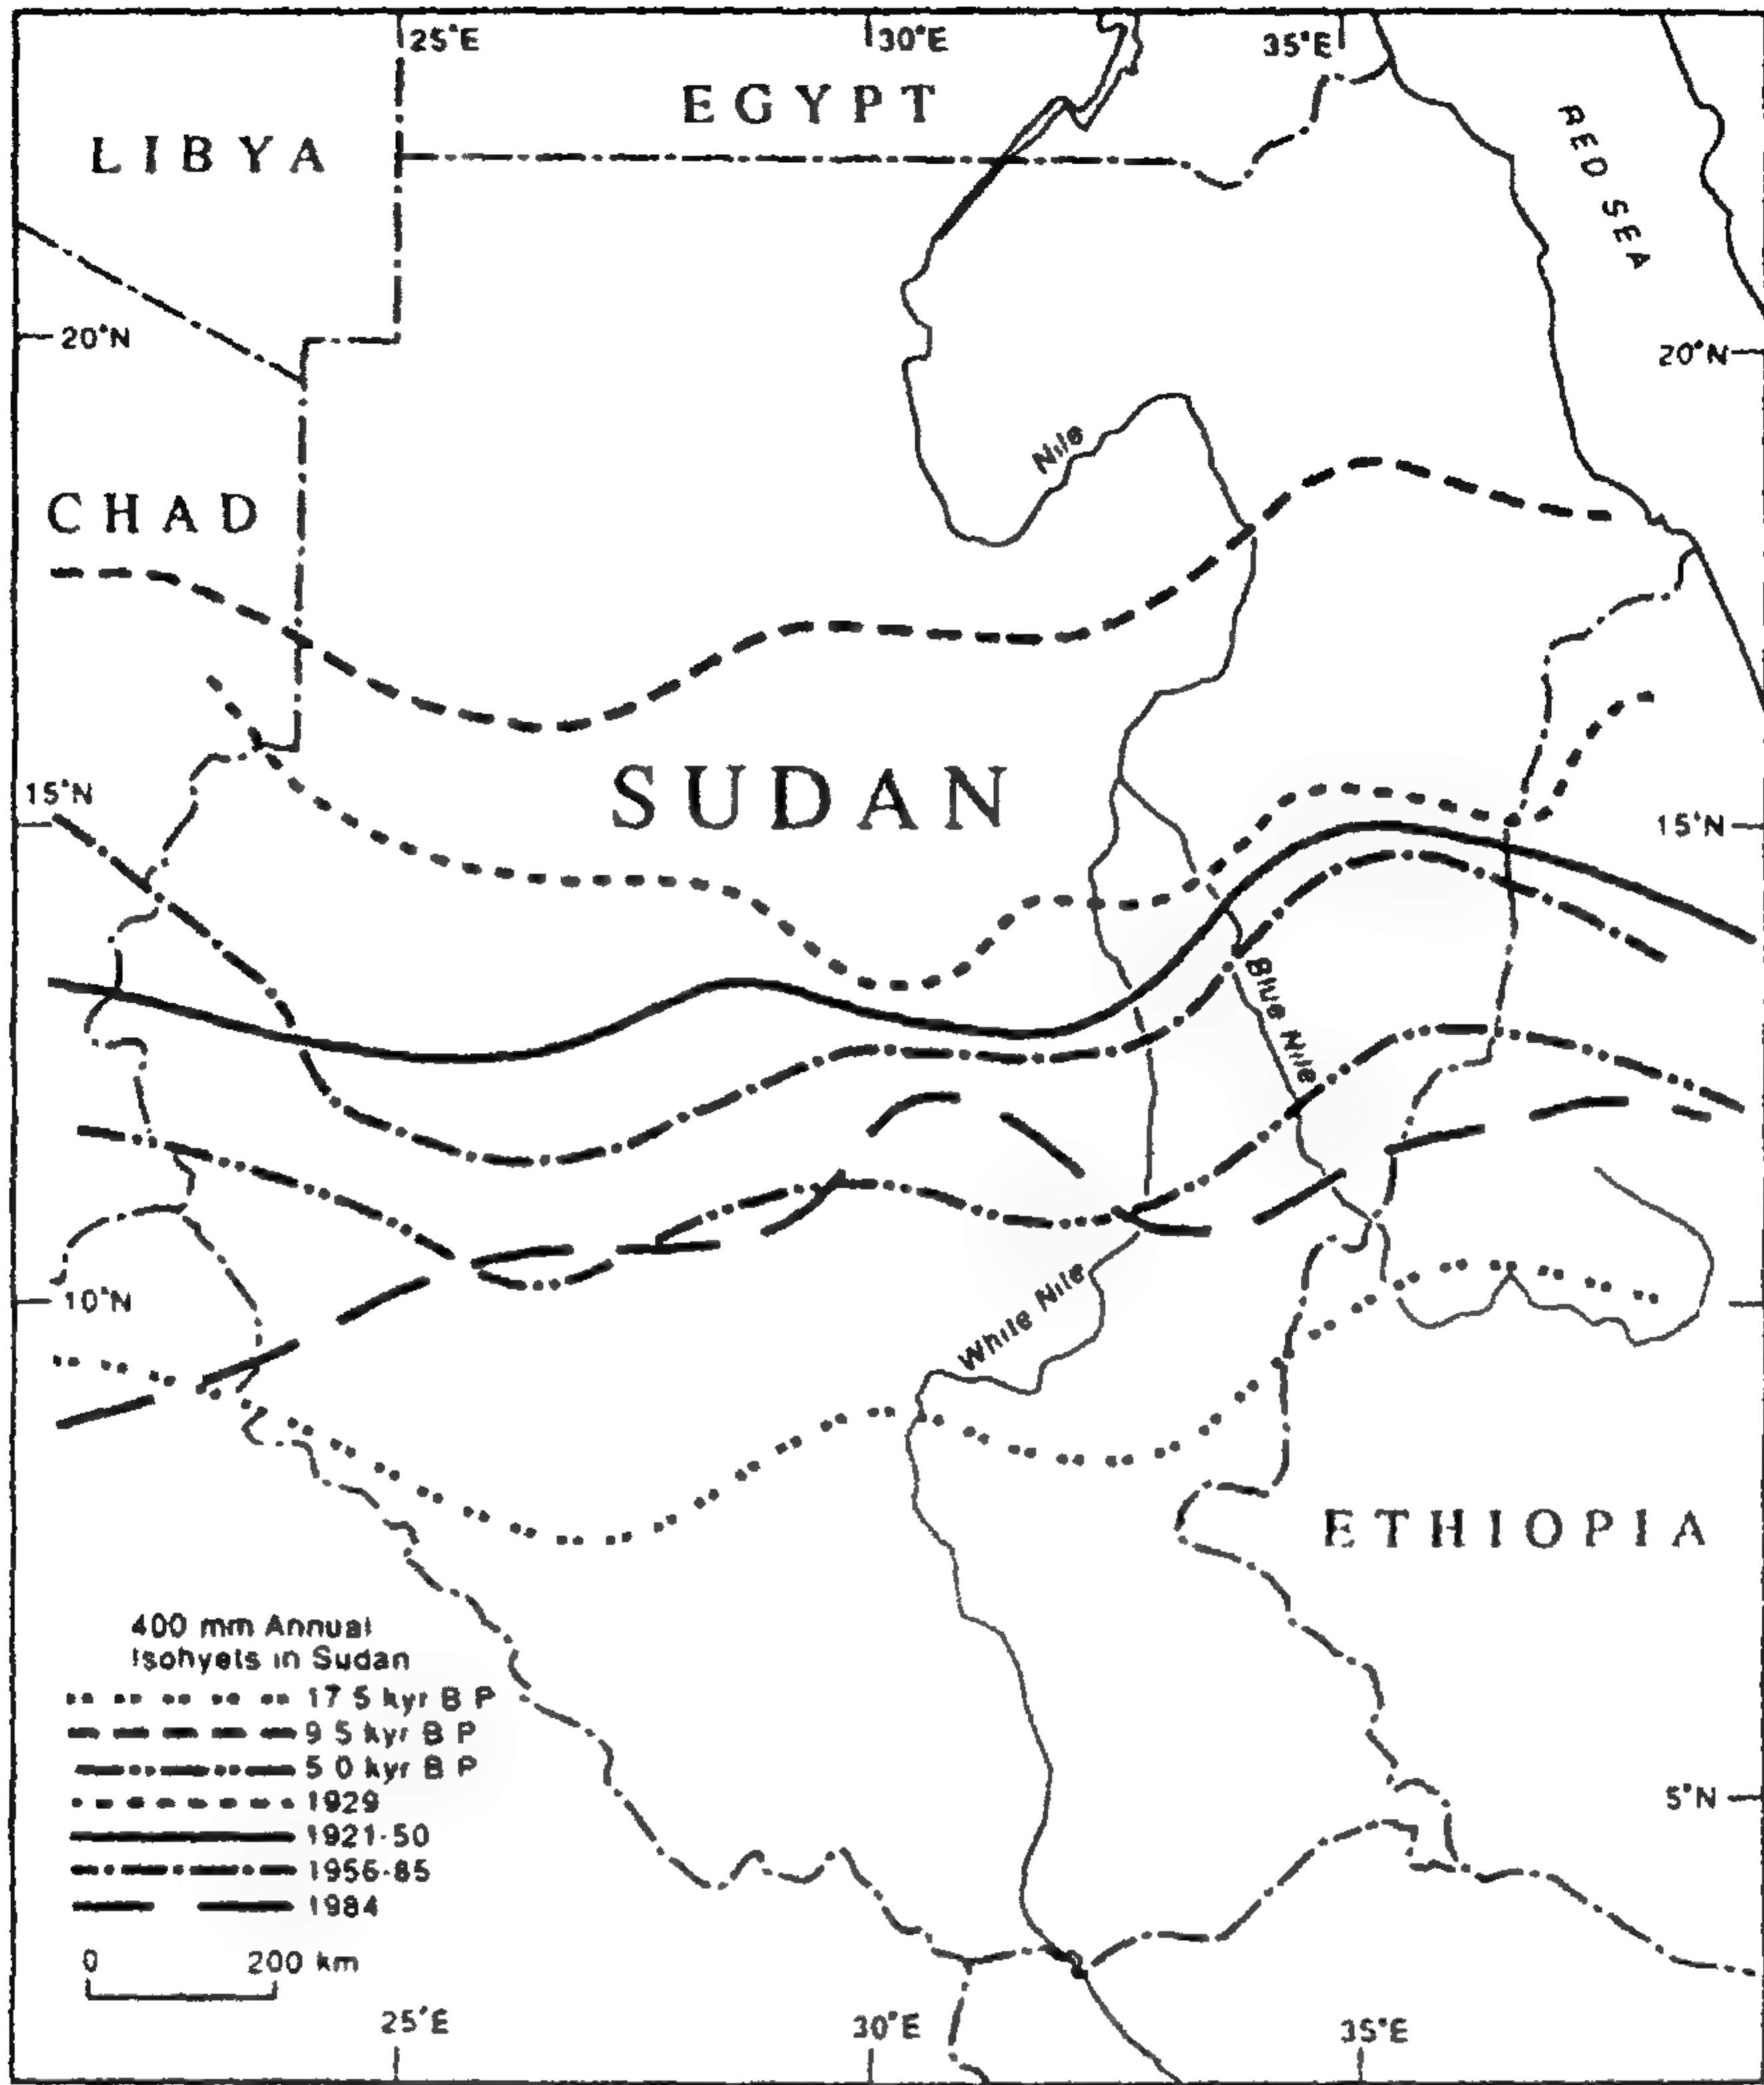 25°E 30°E 35°E
EGYPT
LIBYA
RED SEA
20°N 20°N
Nile
CHAD
SUDAN
15°N 15°N
Blue Nile
10°N
White Nile
ETHIOPIA
400 mm Annual
Isohyets in Sudan
17 5 kyr B P
9 5 kyr B P
5 0 kyr B P
1929
1921-50
1956-85
1984
5°N
0 200 km
25°E 30°E 35°E